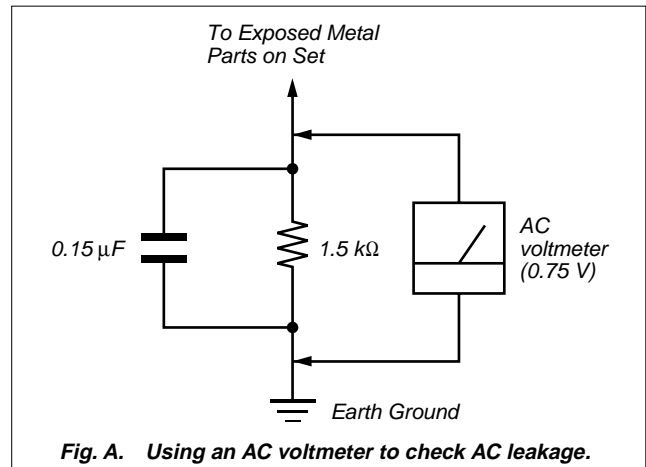 To Exposed Metal
Parts on Set
0.15 µF
1.5 kΩ
AC
voltmeter
(0.75 V)
Earth Ground
Fig. A. Using an AC voltmeter to check AC leakage.